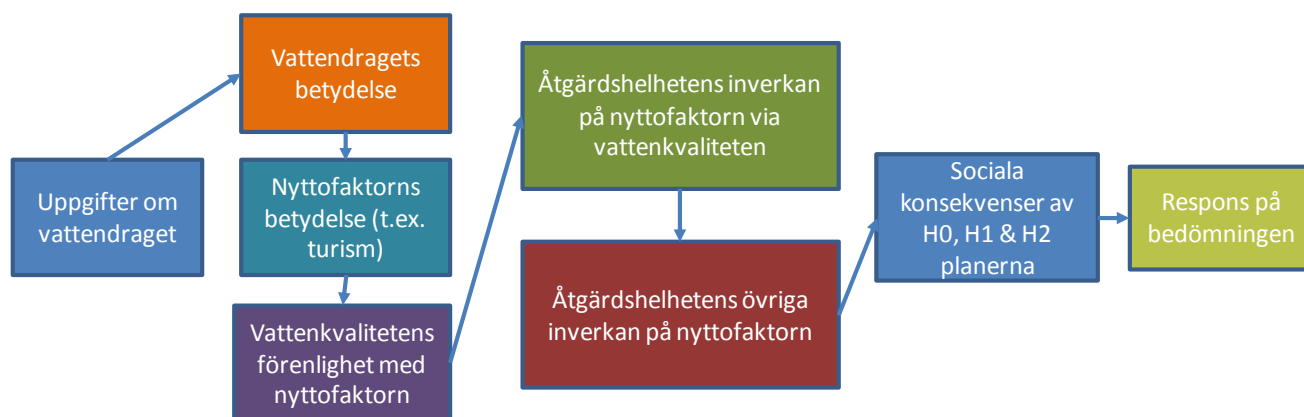 Uppgifter om
vattendraget
Vattendragets
betydelse
Nyttofaktorns
betydelse (t.ex.
turism)
Vattenkvalitetens
förenlighet med
nyttofaktorn
Åtgärdshelhetens inverkan
på nyttofaktorn via
vattenkvaliteten
Åtgärdshelhetens övriga
inverkan på nyttofaktorn
Sociala
konsekvenser av
H0, H1 & H2
planerna
Respons på
bedömningen